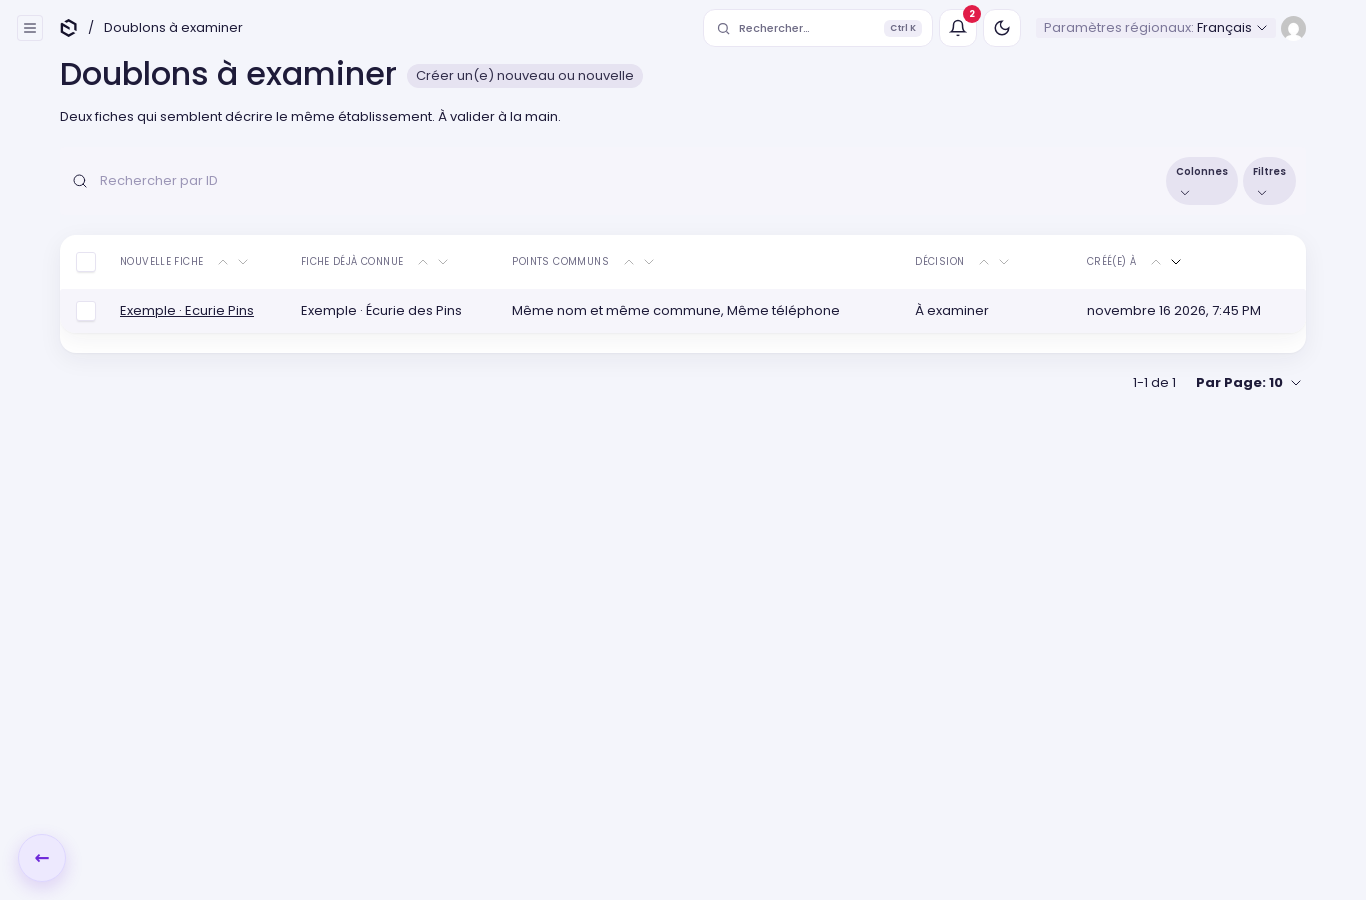 / Doublons à examiner
Rechercher...
Ctrl K
2
Paramètres régionaux: Français
Doublons à examiner
Créer un(e) nouveau ou nouvelle
Deux fiches qui semblent décrire le même établissement. À valider à la main.
Rechercher par ID
Colonnes
Filtres
NOUVELLE FICHE
FICHE DÉJÀ CONNUE
POINTS COMMUNS
DÉCISION
CRÉÉ(E) À
Exemple · Ecurie Pins
Exemple · Écurie des Pins
Même nom et même commune, Même téléphone
À examiner
novembre 16 2026, 7:45 PM
1-1 de 1
Par Page: 10